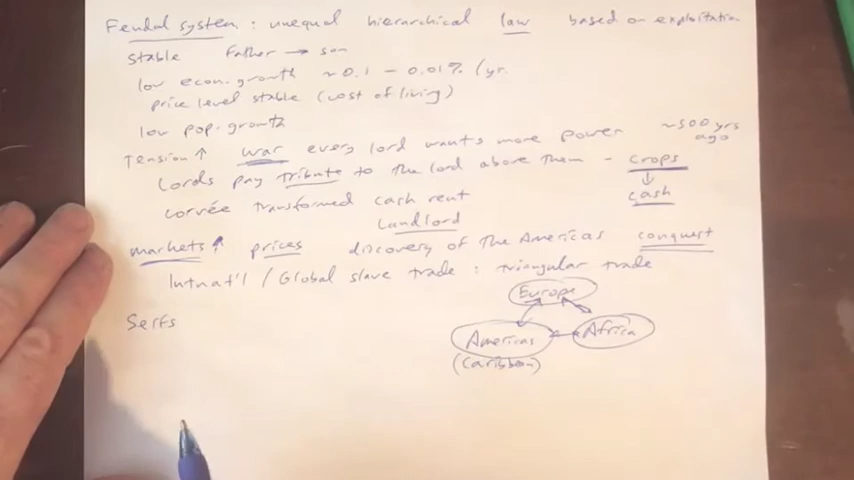 Feudal system : unequal hierarchical law based on exploitation
stable Father → son
low econ. growth ~0.1 - 0.01% /yr.
price level stable (cost of living)
low pop. growth
Tension ↑ war every lord wants more power ~500 yrs ago
Lords pay tribute to the lord above them - crops
↓
corvée transformed cash rent cash
Landlord
markets ↑ prices discovery of the Americas conquest
Intnat'l / Global slave trade : triangular trade
Europe
Serfs
Americas Africa
(Caribbean)